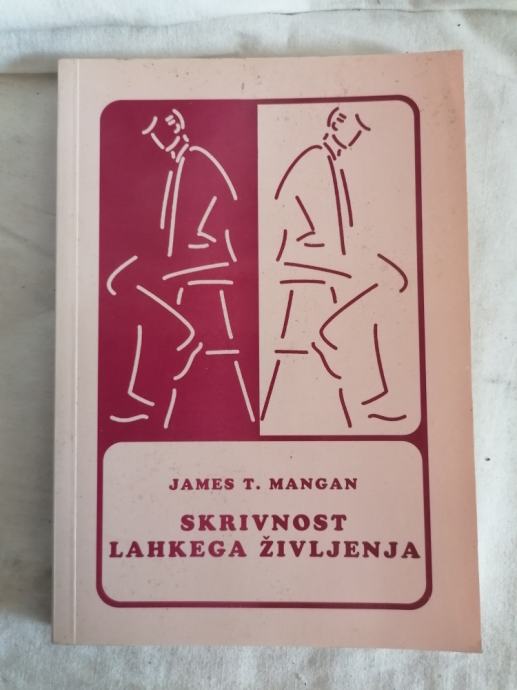 JAMES T. MANGAN
SKRIVNOST
LAHKEGA ŽIVLJENJA